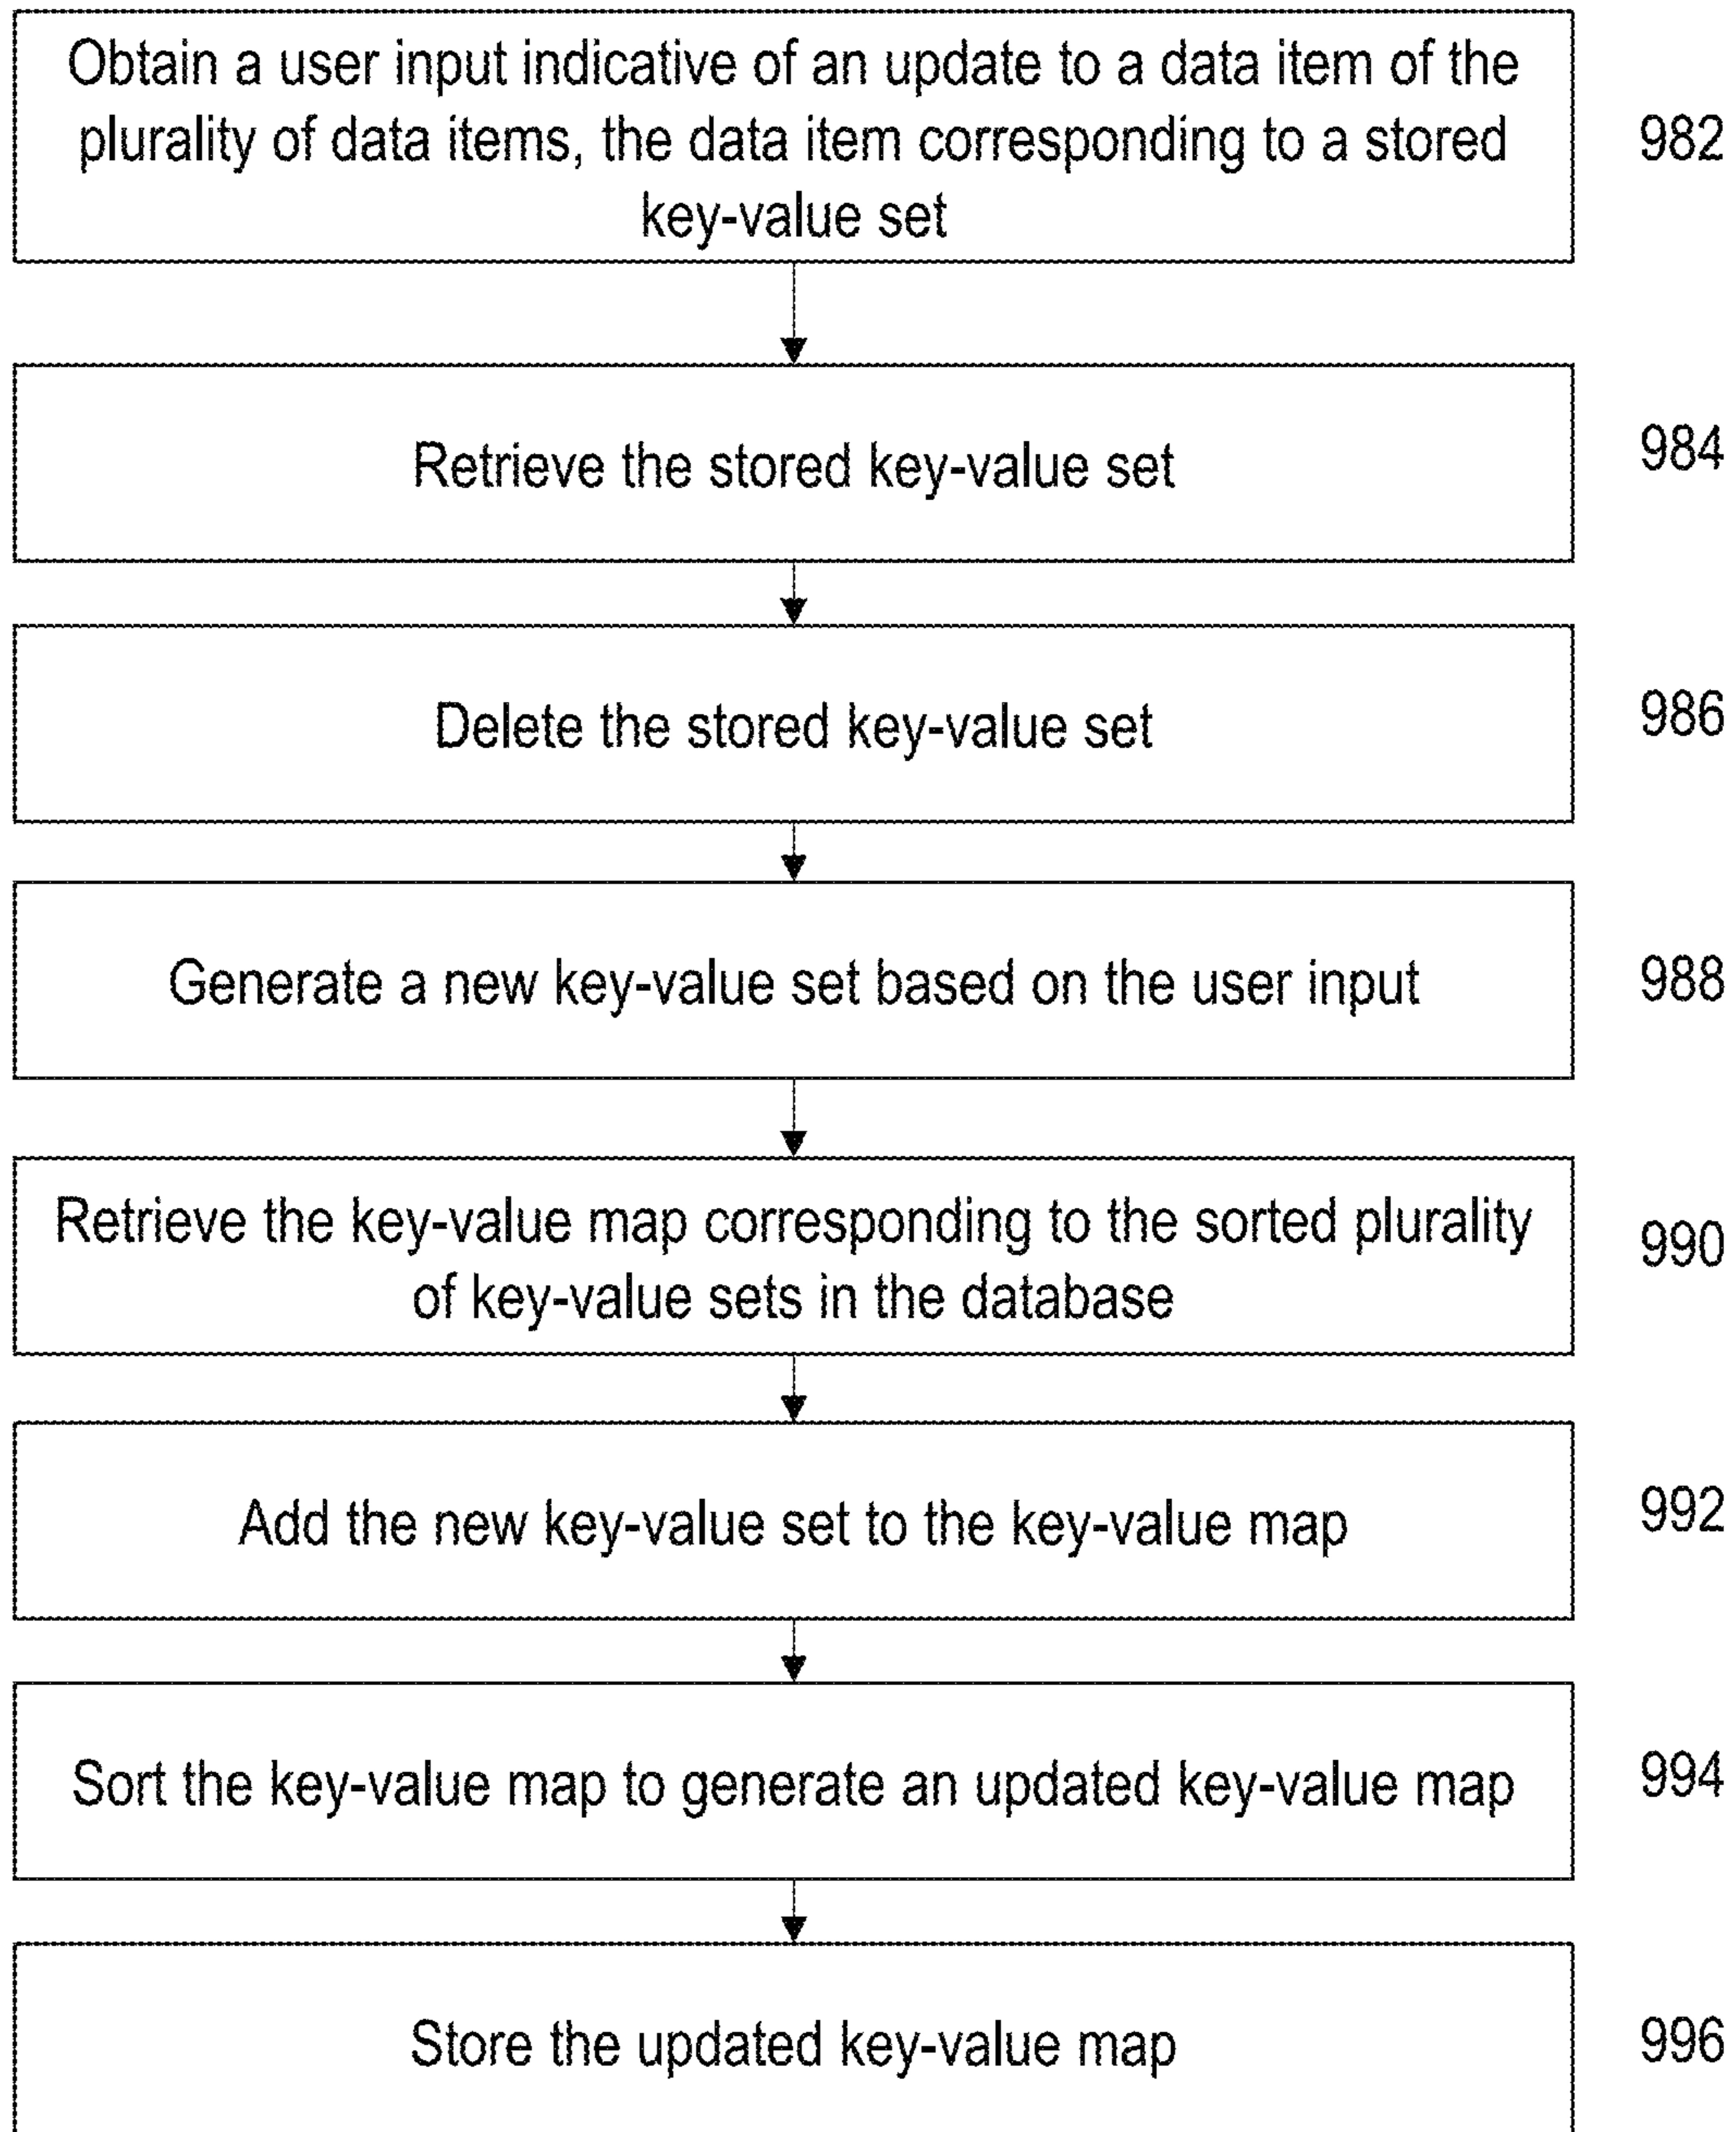 Obtain a user input indicative of an update to a data item of the
plurality of data items, the data item corresponding to a stored
key-value set
982
Retrieve the stored key-value set
984
Delete the stored key-value set
986
Generate a new key-value set based on the user input
988
Retrieve the key-value map corresponding to the sorted plurality
of key-value sets in the database
990
Add the new key-value set to the key-value map
992
Sort the key-value map to generate an updated key-value map
994
Store the updated key-value map
996